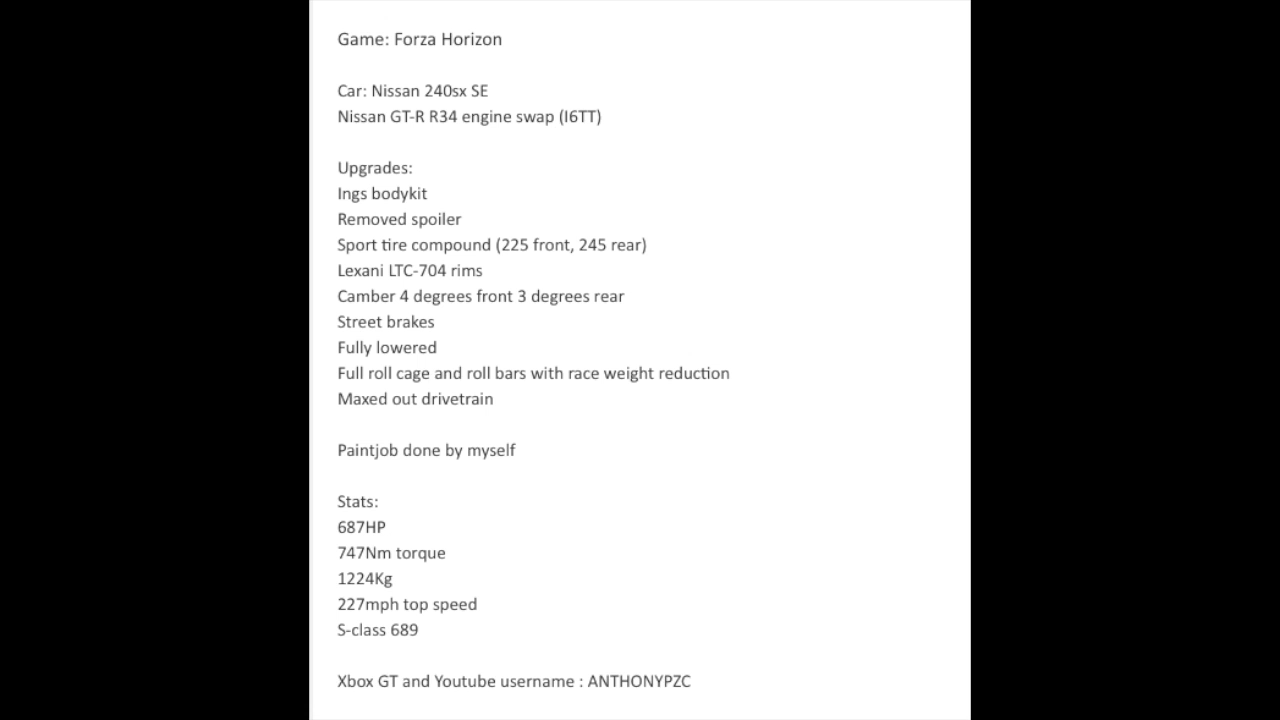 Game: Forza Horizon
Car: Nissan 240sx SE
Nissan GT-R R34 engine swap (I6TT)
Upgrades:
Ings bodykit
Removed spoiler
Sport tire compound (225 front, 245 rear)
Lexani LTC-704 rims
Camber 4 degrees front 3 degrees rear
Street brakes
Fully lowered
Full roll cage and roll bars with race weight reduction
Maxed out drivetrain
Paintjob done by myself
Stats:
687HP
747Nm torque
1224Kg
227mph top speed
S-class 689
Xbox GT and Youtube username : ANTHONYPZC